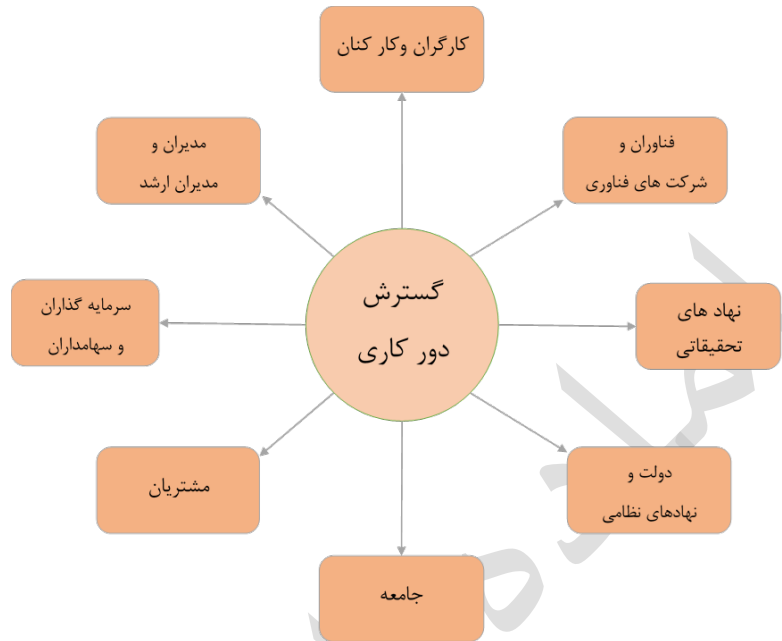 کارگران وکار کنان
فناوران و
شرکت های فناوری
مدیران و
مدیران ارشد
گسترش
دور کاری
نهاد های
تحقیقاتی
سرمایه گذاران
و سهامداران
دولت و
نهادهای نظامی
مشتریان
جامعه